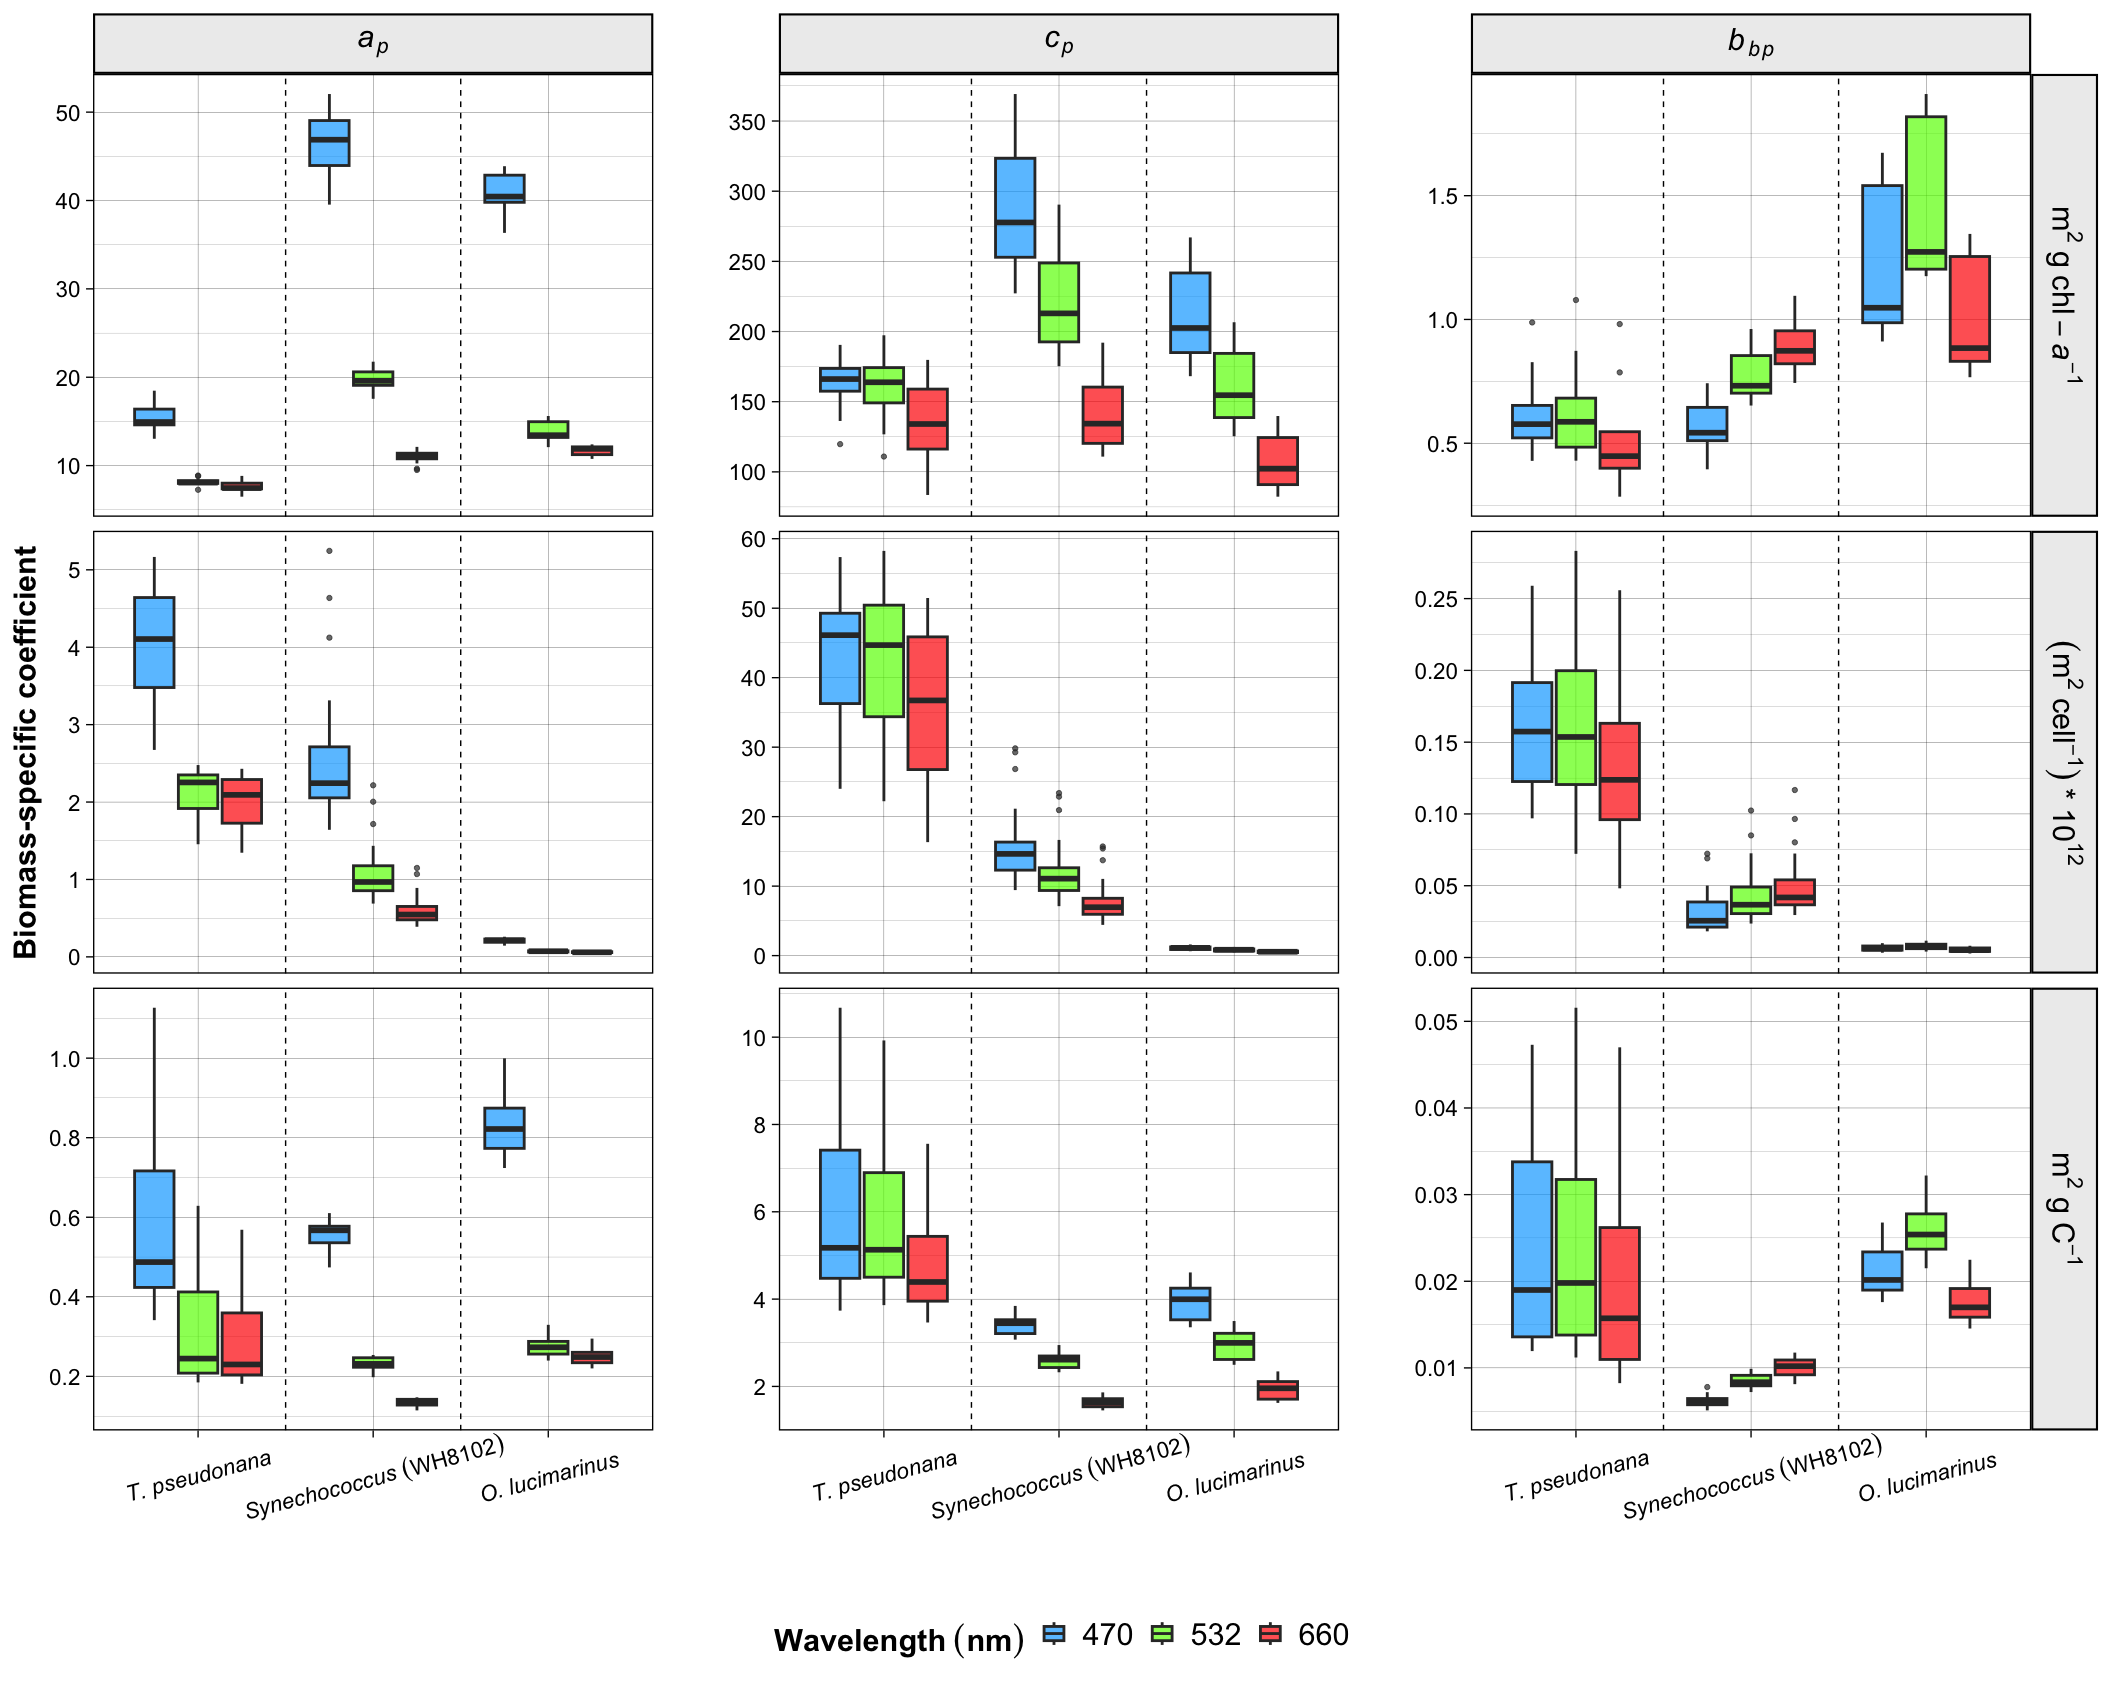 a p
c p
b bp
50
40
30
20
10
350
300
250
200
150
100
1.5
1.0
0.5
m² g chl − a⁻¹
Biomass-specific coefficient
5
4
3
2
1
0
60
50
40
30
20
10
0
0.25
0.20
0.15
0.10
0.05
0.00
(m² cell⁻¹) * 10¹²
1.0
0.8
0.6
0.4
0.2
10
8
6
4
2
0.05
0.04
0.03
0.02
0.01
m² g C⁻¹
T. pseudonana
Synechococcus (WH8102)
O. lucimarinus
T. pseudonana
Synechococcus (WH8102)
O. lucimarinus
T. pseudonana
Synechococcus (WH8102)
O. lucimarinus
Wavelength (nm) 470 532 660